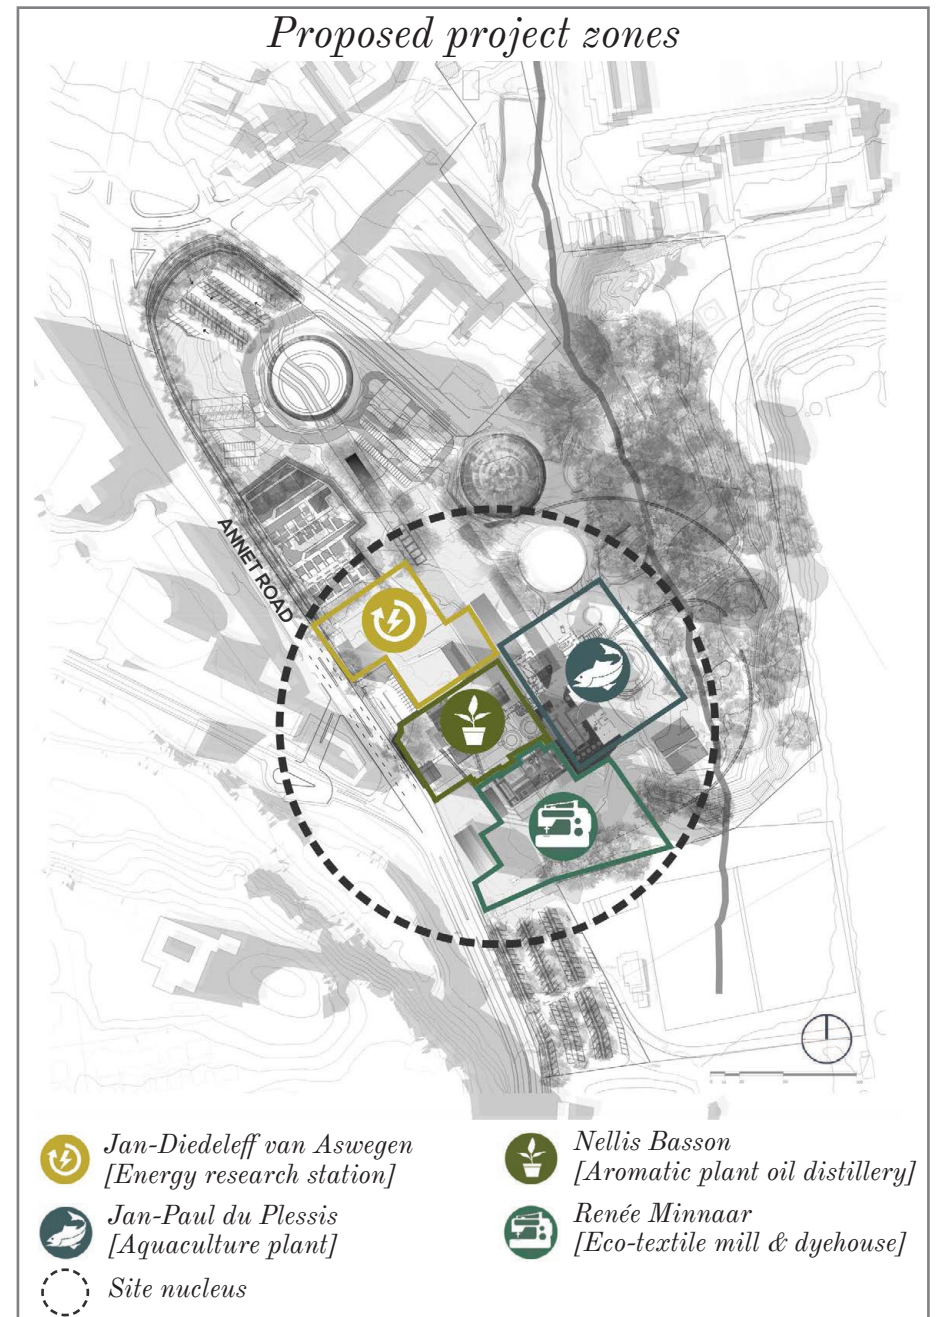 Proposed project zones
ANNET ROAD
Jan-Diedeleff van Aswegen
[Energy research station]
Jan-Paul du Plessis
[Aquaculture plant]
Site nucleus
Nellis Basson
[Aromatic plant oil distillery]
Renée Minnaar
[Eco-textile mill & dyehouse]